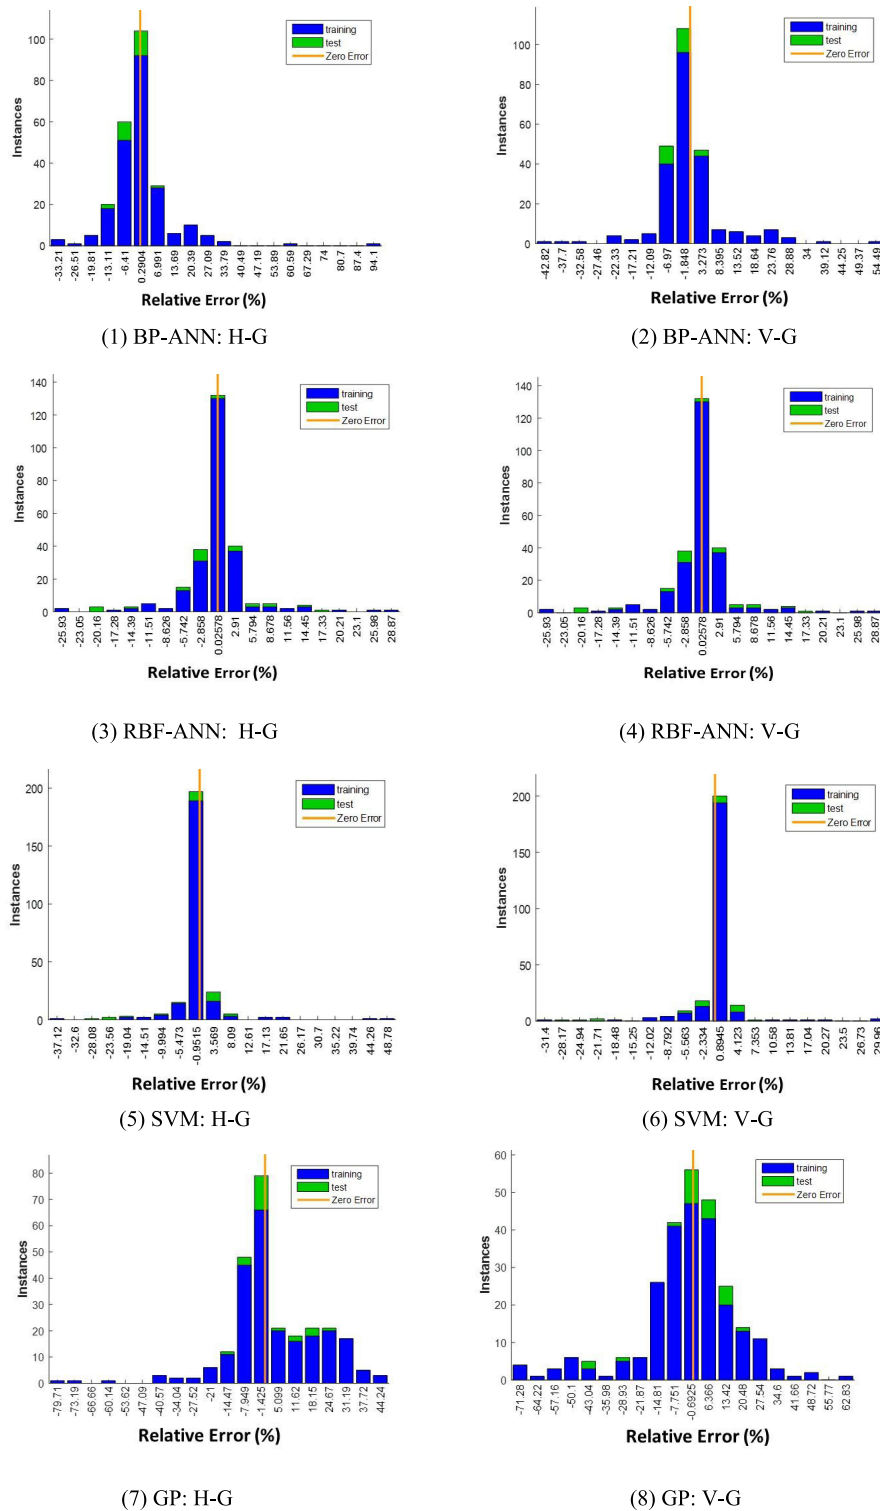 training
test
Zero Error
100
80
60
40
20
0
Instances
-33.21 -26.51 -19.81 -13.11 -6.41 0.2904 6.991 13.69 20.39 27.09 33.79 40.49 47.19 53.89 60.59 67.29 74 80.7 87.4 94.1
Relative Error (%)
(1) BP-ANN: H-G
training
test
Zero Error
100
80
60
40
20
0
Instances
-42.82 -37.7 -32.58 -27.46 -22.33 -17.21 -12.09 -6.97 -1.848 3.273 8.395 13.52 18.64 23.76 28.88 34 39.12 44.25 49.37 54.49
Relative Error (%)
(2) BP-ANN: V-G
training
test
Zero Error
140
120
100
80
60
40
20
0
Instances
-25.93 -23.05 -20.16 -17.28 -14.39 -11.51 -8.626 -5.742 -2.858 0.02578 2.91 5.794 8.678 11.56 14.45 17.33 20.21 23.1 25.98 28.87
Relative Error (%)
(3) RBF-ANN: H-G
training
test
Zero Error
140
120
100
80
60
40
20
0
Instances
-25.93 -23.05 -20.16 -17.28 -14.39 -11.51 -8.626 -5.742 -2.858 0.02578 2.91 5.794 8.678 11.56 14.45 17.33 20.21 23.1 25.98 28.87
Relative Error (%)
(4) RBF-ANN: V-G
training
test
Zero Error
200
150
100
50
0
Instances
-37.12 -32.6 -28.08 -23.56 -19.04 -14.51 -9.994 -5.473 -0.9515 3.569 8.09 12.61 17.13 21.65 26.17 30.7 35.22 39.74 44.26 48.78
Relative Error (%)
(5) SVM: H-G
training
test
Zero Error
200
150
100
50
0
Instances
-31.4 -28.17 -24.94 -21.71 -18.48 -15.25 -12.02 -8.792 -5.563 -2.334 0.8945 4.123 7.353 10.58 13.81 17.04 20.27 23.5 26.73 29.96
Relative Error (%)
(6) SVM: V-G
training
test
Zero Error
80
70
60
50
40
30
20
10
0
Instances
-79.71 -73.19 -66.66 -60.14 -53.62 -47.09 -40.57 -34.04 -27.52 -21 -14.47 -7.949 -1.425 5.099 11.62 18.15 24.67 31.19 37.72 44.24
Relative Error (%)
(7) GP: H-G
training
test
Zero Error
60
50
40
30
20
10
0
Instances
-71.28 -64.22 -57.16 -50.1 -43.04 -35.98 -28.93 -21.87 -14.81 -7.751 -0.6925 6.366 13.42 20.48 27.54 34.6 41.66 48.72 55.77 62.83
Relative Error (%)
(8) GP: V-G